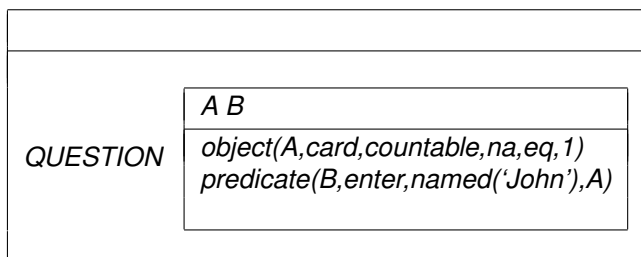 A B
QUESTION
object(A,card,countable,na,eq,1)
predicate(B,enter,named(‘John’),A)